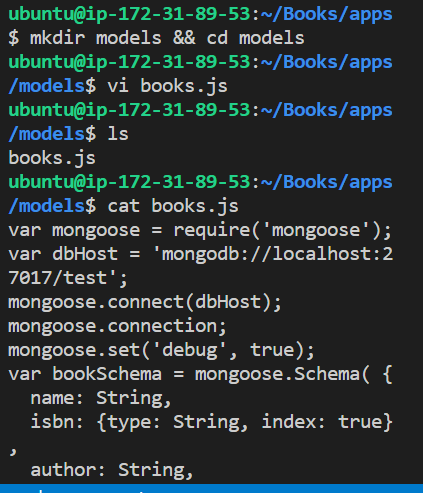 ubuntu@ip-172-31-89-53:~/Books/apps
$ mkdir models && cd models
ubuntu@ip-172-31-89-53:~/Books/apps
/models$ vi books.js
ubuntu@ip-172-31-89-53:~/Books/apps
/models$ ls
books.js
ubuntu@ip-172-31-89-53:~/Books/apps
/models$ cat books.js
var mongoose = require('mongoose');
var dbHost = 'mongodb://localhost:2
7017/test';
mongoose.connect(dbHost);
mongoose.connection;
mongoose.set('debug', true);
var bookSchema = mongoose.Schema( {
  name: String,
  isbn: {type: String, index: true}
,
  author: String,